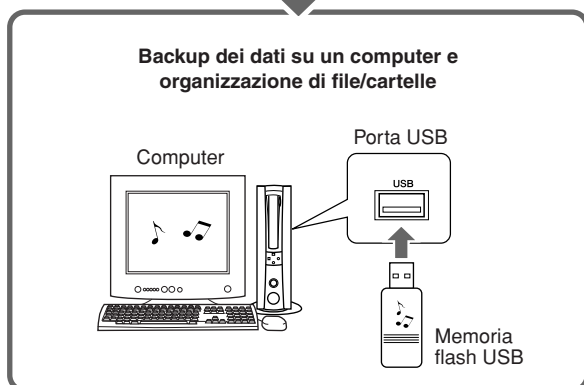 Backup dei dati su un computer e
organizzazione di file/cartelle
Porta USB
Computer
USB
Memoria
flash USB